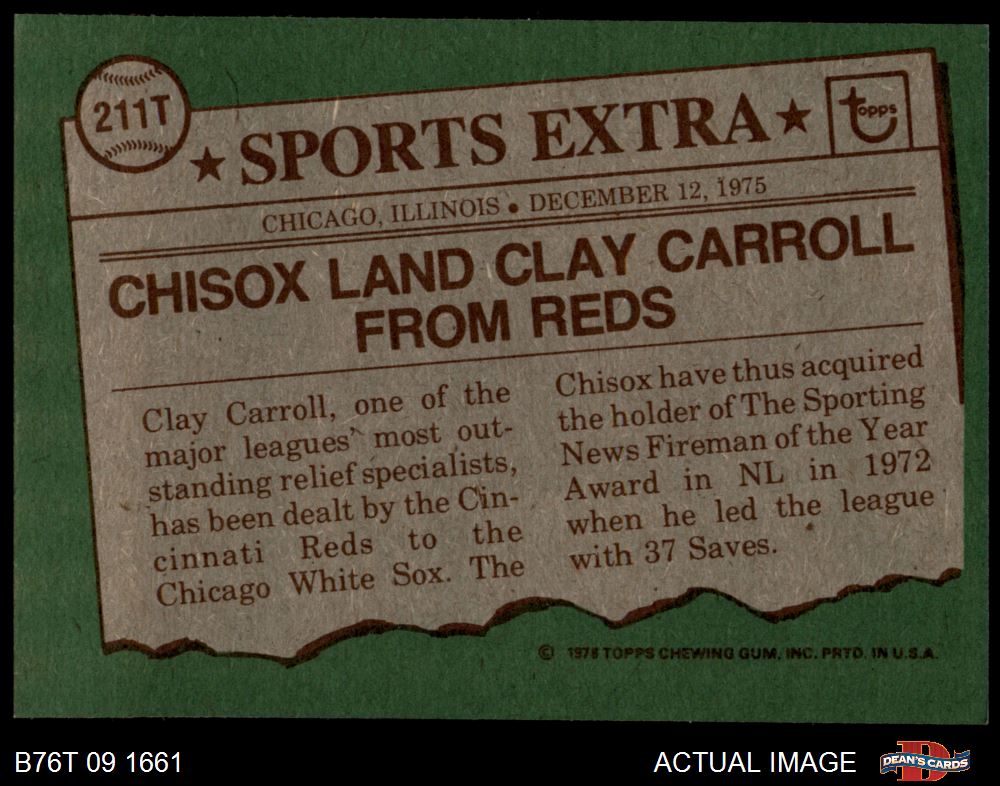 211T
★ SPORTS EXTRA ★
topps
CHICAGO, ILLINOIS • DECEMBER 12, 1975
CHISOX LAND CLAY CARROLL
FROM REDS
Clay Carroll, one of the
major leagues' most out-
standing relief specialists,
has been dealt by the Cin-
cinnati Reds to the
Chicago White Sox. The
Chisox have thus acquired
the holder of The Sporting
News Fireman of the Year
Award in NL in 1972
when he led the league
with 37 Saves.
© 1976 TOPPS CHEWING GUM, INC. PRTD. IN U.S.A.
B76T 09 1661
ACTUAL IMAGE
DEAN'S CARDS